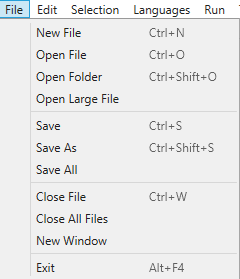 File Edit Selection Languages Run T
New File Ctrl+N
Open File Ctrl+O
Open Folder Ctrl+Shift+O
Open Large File
Save Ctrl+S
Save As Ctrl+Shift+S
Save All
Close File Ctrl+W
Close All Files
New Window
Exit Alt+F4